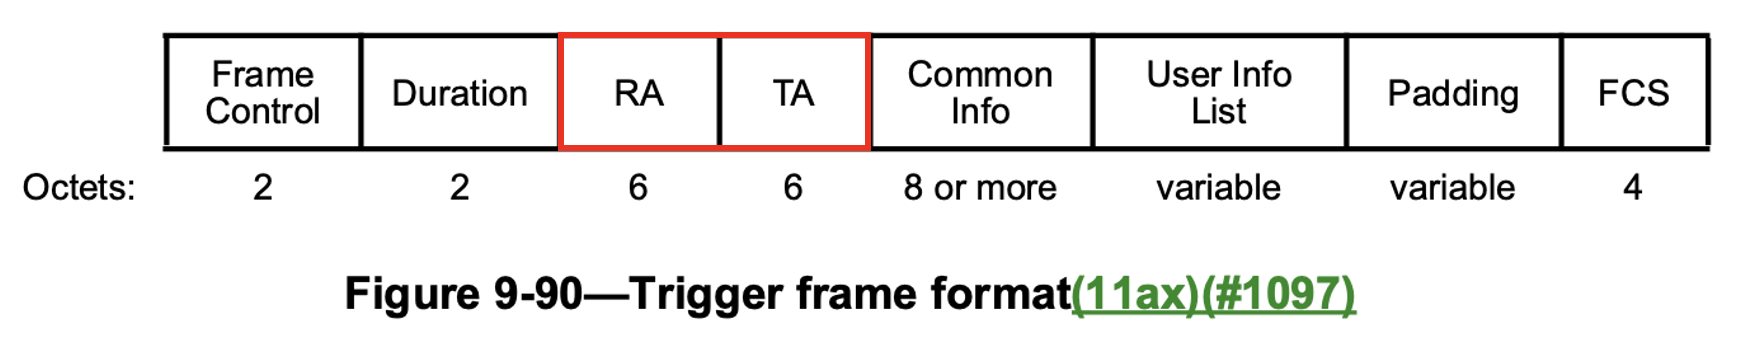 Frame Control
Duration
RA
TA
Common Info
User Info List
Padding
FCS
Octets: 2 2 6 6 8 or more variable variable 4
Figure 9-90—Trigger frame format(11ax)(#1097)